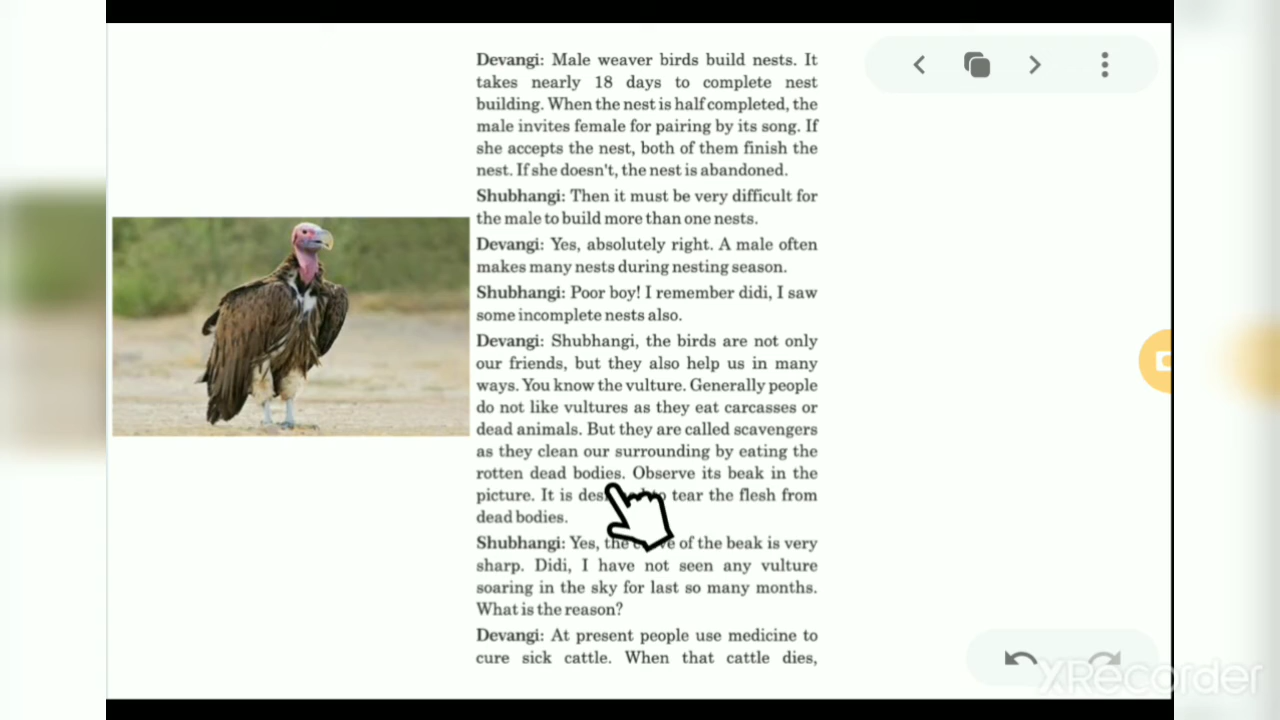 Devangi: Male weaver birds build nests. It
takes nearly 18 days to complete nest
building. When the nest is half completed, the
male invites female for pairing by its song. If
she accepts the nest, both of them finish the
nest. If she doesn't, the nest is abandoned.
Shubhangi: Then it must be very difficult for
the male to build more than one nests.
Devangi: Yes, absolutely right. A male often
makes many nests during nesting season.
Shubhangi: Poor boy! I remember didi, I saw
some incomplete nests also.
Devangi: Shubhangi, the birds are not only
our friends, but they also help us in many
ways. You know the vulture. Generally people
do not like vultures as they eat carcasses or
dead animals. But they are called scavengers
as they clean our surrounding by eating the
rotten dead bodies. Observe its beak in the
picture. It is tear the flesh from
dead bodies.
Shubhangi: Yes, the of the beak is very
sharp. Didi, I have not seen any vulture
soaring in the sky for last so many months.
What is the reason?
Devangi: At present people use medicine to
cure sick cattle. When that cattle dies,
XRecorder